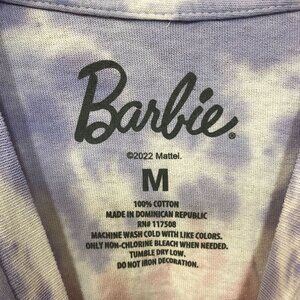 Barbie.
©2022 Mattel.
M
100% COTTON
MADE IN DOMINICAN REPUBLIC
RN# 117508
MACHINE WASH COLD WITH LIKE COLORS.
ONLY NON-CHLORINE BLEACH WHEN NEEDED.
TUMBLE DRY LOW.
DO NOT IRON DECORATION.